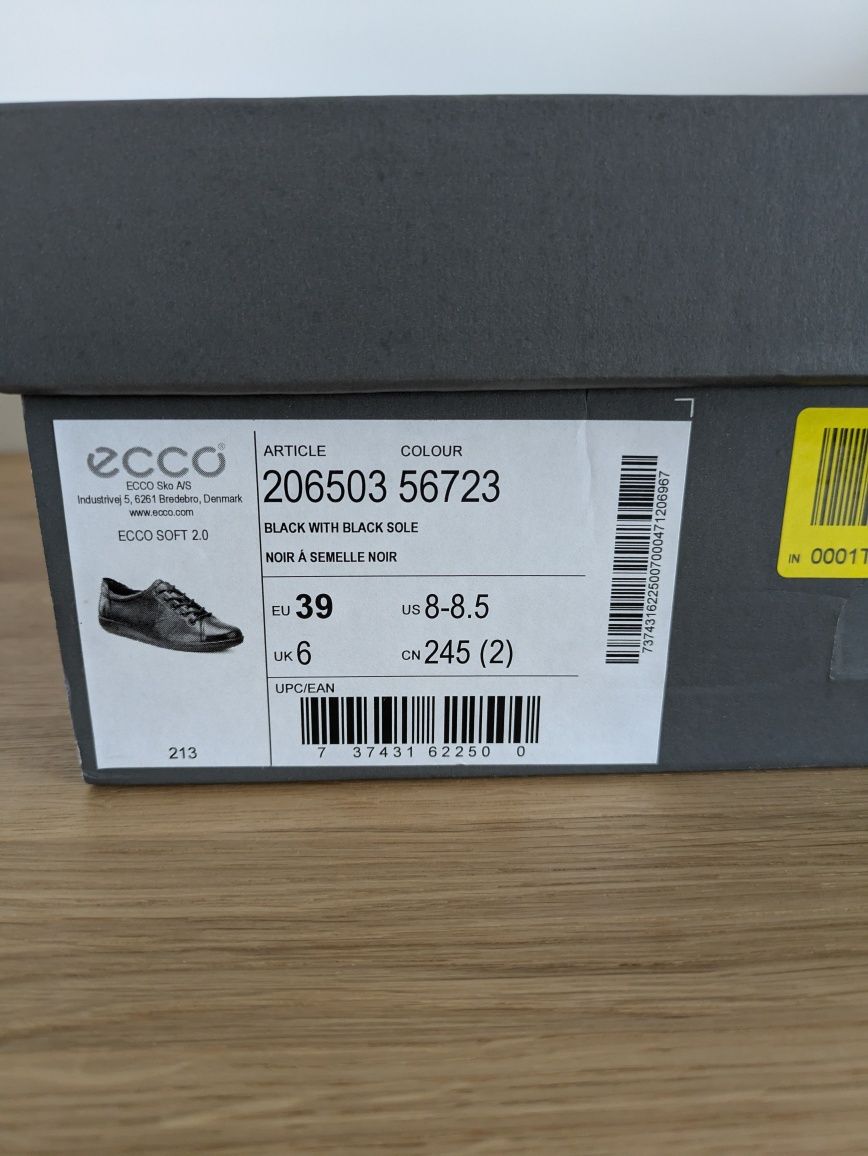 ecco®
ECCO Sko A/S
Industrivej 5, 6261 Bredebro, Denmark
www.ecco.com
ECCO SOFT 2.0
213
ARTICLE COLOUR
206503 56723
BLACK WITH BLACK SOLE
NOIR Á SEMELLE NOIR
EU 39 US 8-8.5
UK 6 CN 245 (2)
UPC/EAN
7 37431 62250 0
737431622500700047120 6967
IN 0001